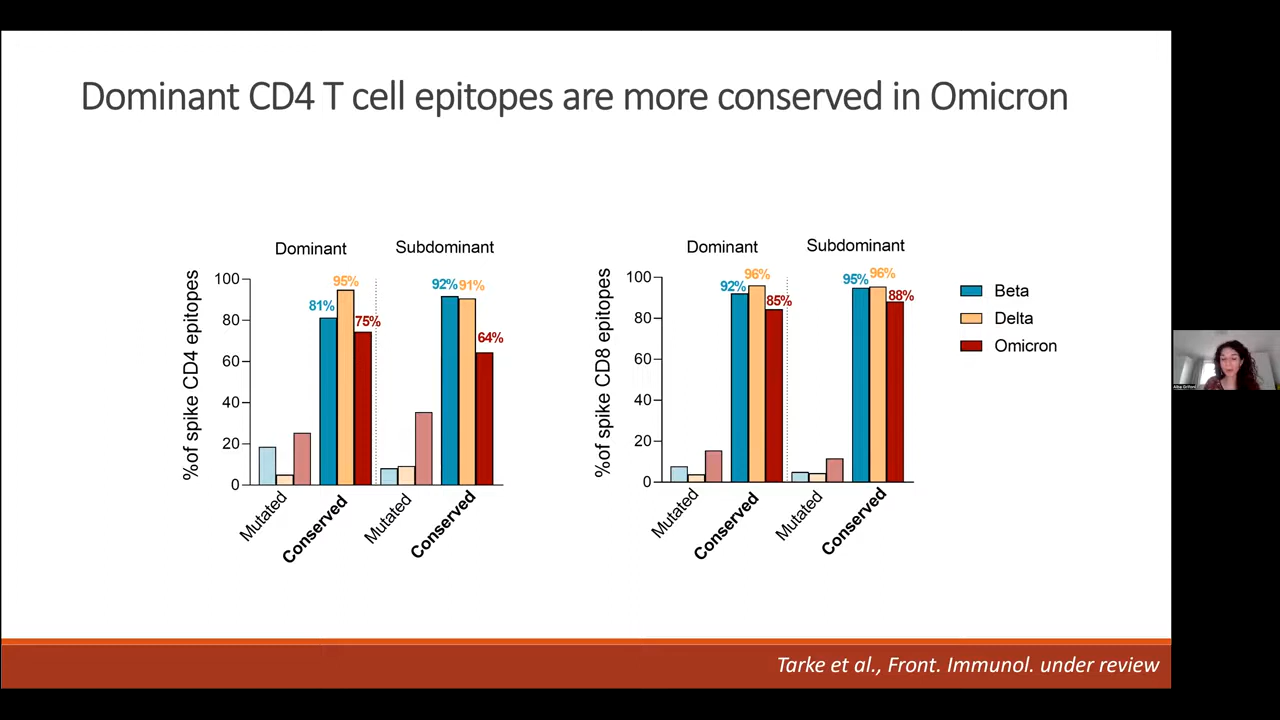 Dominant CD4 T cell epitopes are more conserved in Omicron
Dominant
Subdominant
%of spike CD4 epitopes
100
80
60
40
20
0
81%
95%
75%
92%
91%
64%
Mutated
Conserved
Mutated
Conserved
Dominant
Subdominant
%of spike CD8 epitopes
100
80
60
40
20
0
92%
96%
85%
95%
96%
88%
Mutated
Conserved
Mutated
Conserved
Beta
Delta
Omicron
Alba Grifoni
Tarke et al., Front. Immunol. under review